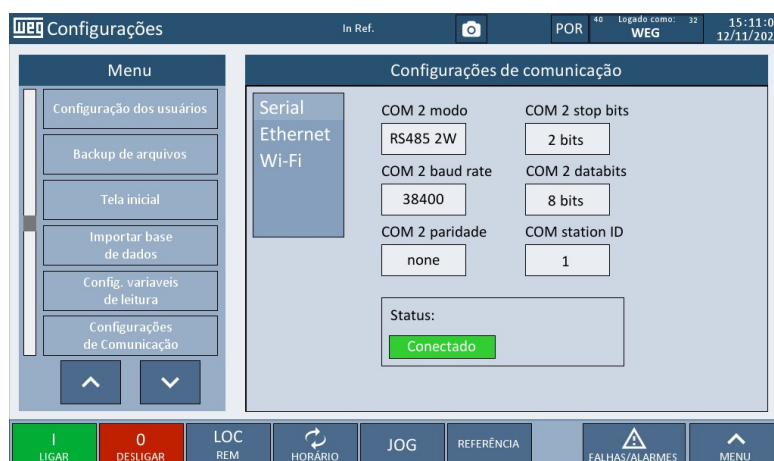 WEG Configurações
In Ref.
POR
40 Logado como: 32
WEG
15:11:0
12/11/202
Menu
Configuração dos usuários
Backup de arquivos
Tela inicial
Importar base
de dados
Config. variaveis
de leitura
Configurações
de Comunicação
Configurações de comunicação
Serial
Ethernet
Wi-Fi
COM 2 modo
COM 2 stop bits
RS485 2W
2 bits
COM 2 baud rate
COM 2 databits
38400
8 bits
COM 2 paridade
COM station ID
none
1
Status:
Conectado
I
LIGAR
0
DESLIGAR
LOC
REM
HORÁRIO
JOG
REFERÊNCIA
FALHAS/ALARMES
MENU